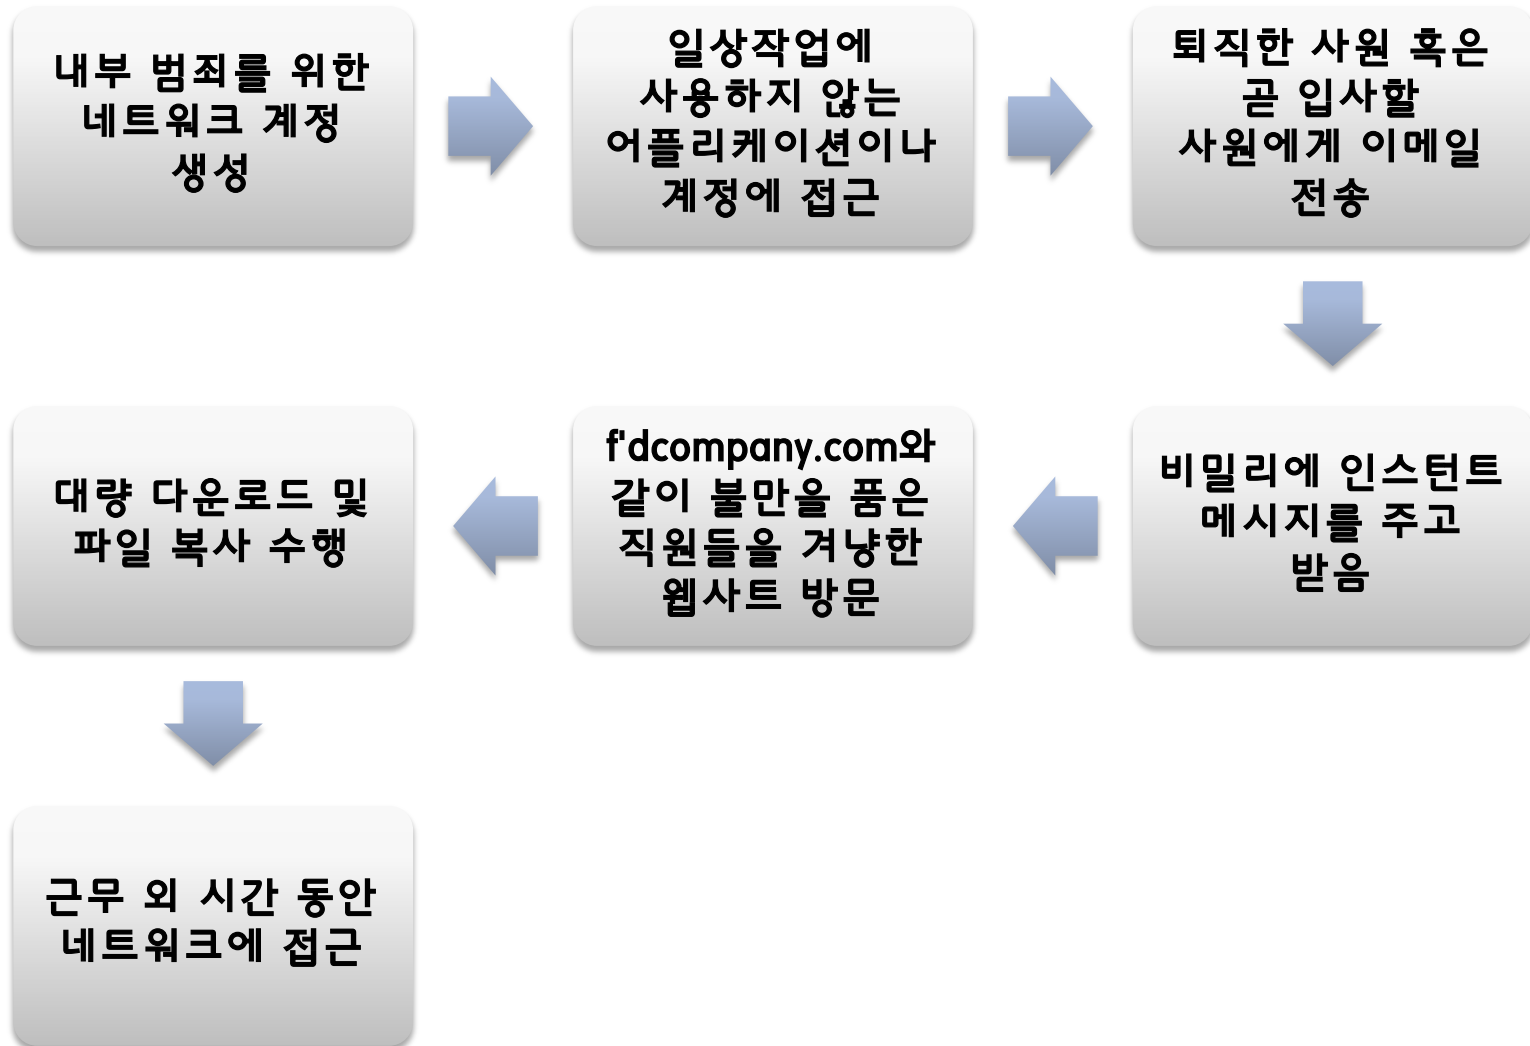 내부 범죄를 위한
네트워크 계정
생성
일상작업에
사용하지 않는
어플리케이션이나
계정에 접근
퇴직한 사원 혹은
곧 입사할
사원에게 이메일
전송
비밀리에 인스턴트
메시지를 주고
받음
f'dcompany.com와
같이 불만을 품은
직원들을 겨냥한
웹사트 방문
대량 다운로드 및
파일 복사 수행
근무 외 시간 동안
네트워크에 접근